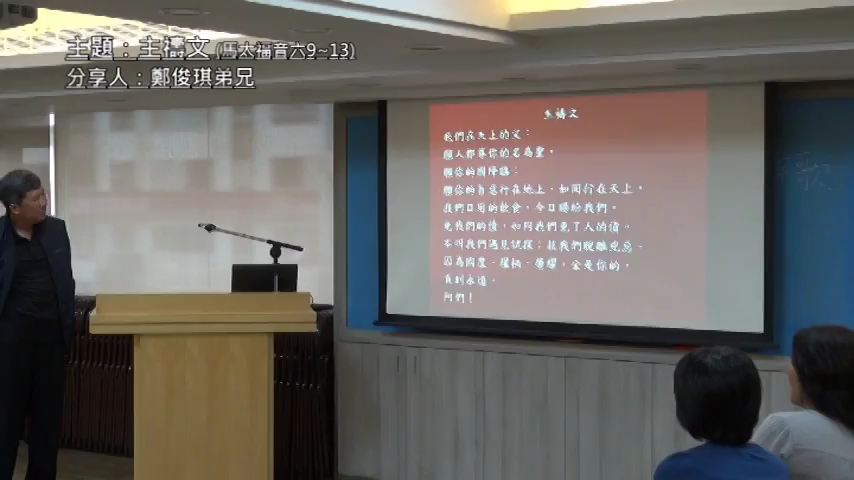 主題：主禱文 (馬太福音六9~13)
分享人：鄭俊琪弟兄
主禱文
我們在天上的父：
願人都尊你的名為聖。
願你的國降臨；
願你的旨意行在地上，如同行在天上。
我們日用的飲食，今日賜給我們。
免我們的債，如同我們免了人的債。
不叫我們遇見試探；救我們脫離兇惡。
因為國度、權柄、榮耀，全是你的，
直到永遠。
阿們！
歌